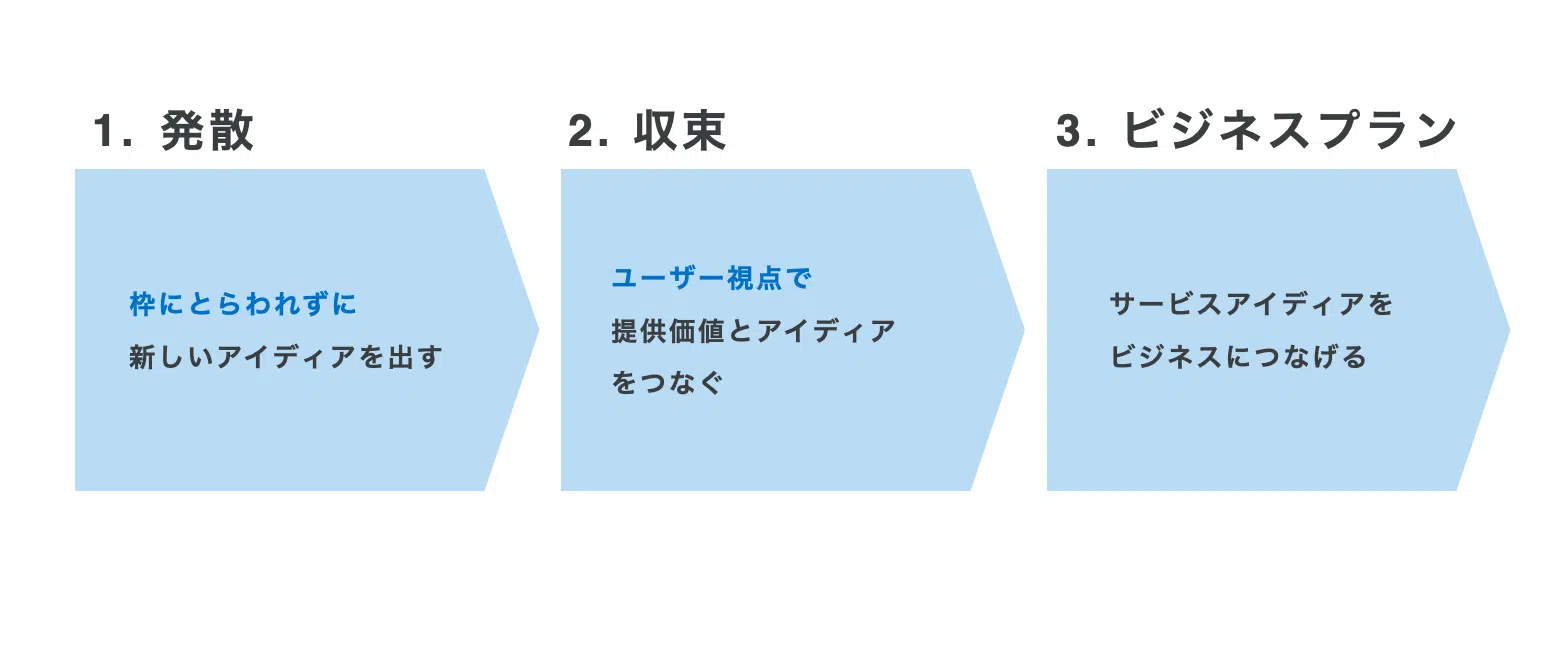 1. 発散
枠にとらわれずに
新しいアイディアを出す
2. 収束
ユーザー視点で
提供価値とアイディア
をつなぐ
3. ビジネスプラン
サービスアイディアを
ビジネスにつなげる